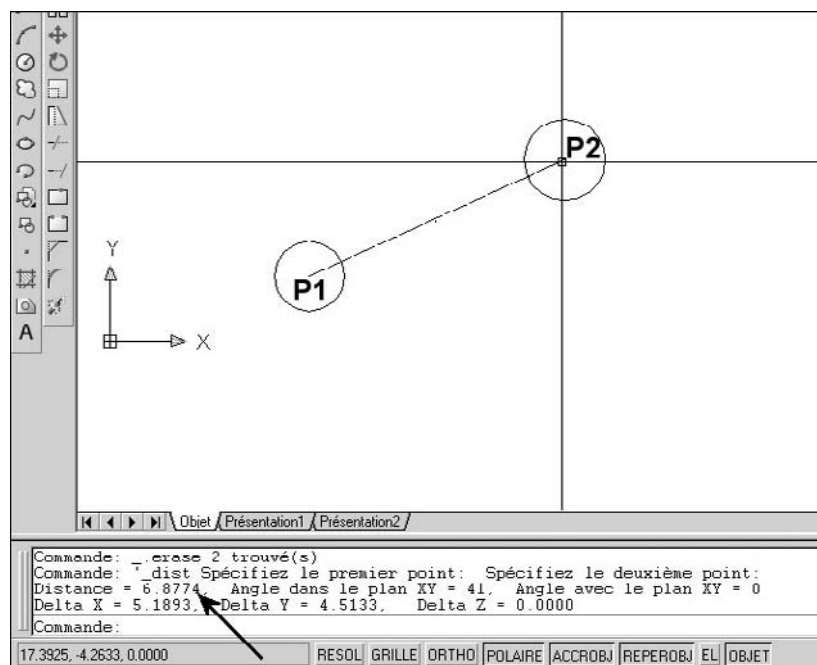 P2
P1
Y
X
A
Objet Présentation1 Présentation2
Commande: _.erase 2 trouvé(s)
Commande: '_dist Spécifiez le premier point: Spécifiez le deuxième point:
Distance = 6.8774, Angle dans le plan XY = 41, Angle avec le plan XY = 0
Delta X = 5.1893, Delta Y = 4.5133, Delta Z = 0.0000
Commande:
17.3925, -4.2633, 0.0000 RESOL GRILLE ORTHO POLAIRE ACCROBJ REPEROBJ EL OBJET